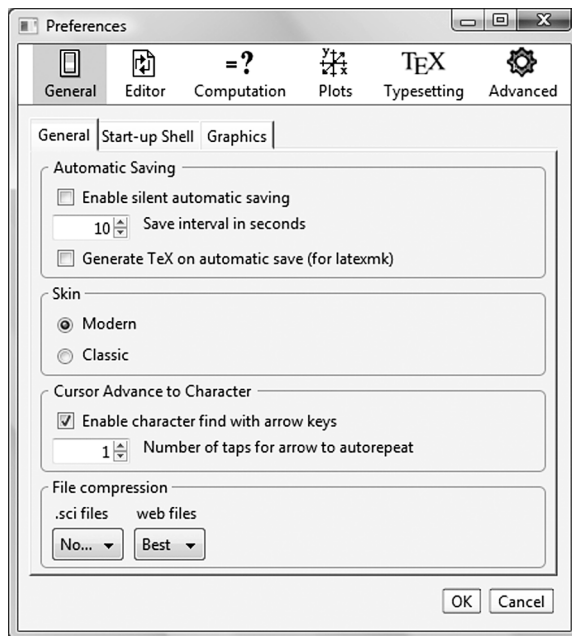 Preferences
=?
y
t
x
TEX
General Editor Computation Plots Typesetting Advanced
General Start-up Shell Graphics
Automatic Saving
Enable silent automatic saving
10 Save interval in seconds
Generate TeX on automatic save (for latexmk)
Skin
Modern
Classic
Cursor Advance to Character
Enable character find with arrow keys
1 Number of taps for arrow to autorepeat
File compression
.sci files web files
No... Best
OK Cancel